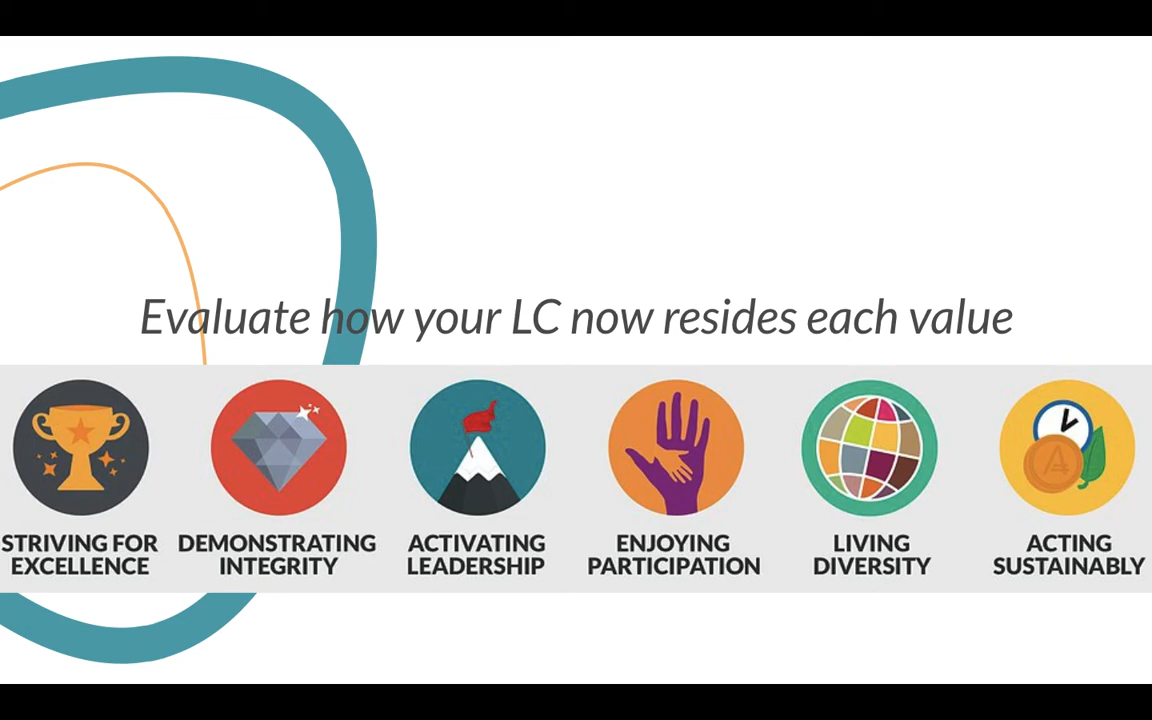 Evaluate how your LC now resides each value
STRIVING FOR
EXCELLENCE
DEMONSTRATING
INTEGRITY
ACTIVATING
LEADERSHIP
ENJOYING
PARTICIPATION
LIVING
DIVERSITY
ACTING
SUSTAINABLY